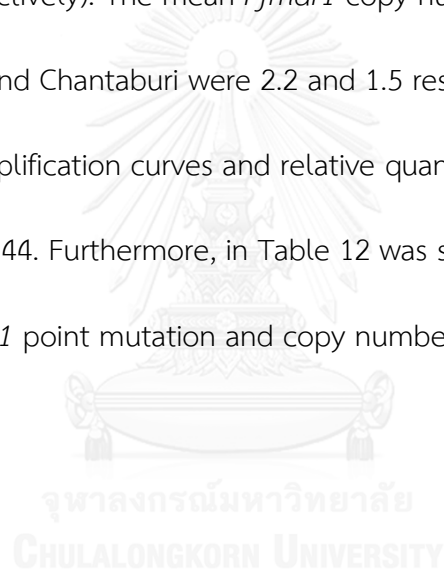 ectively). The mean Pfmdr1 copy nu
nd Chantaburi were 2.2 and 1.5 res
plification curves and relative quan
44. Furthermore, in Table 12 was s
1 point mutation and copy numbe
จุฬาลงกรณ์มหาวิทยาลัย
CHULALONGKORN UNIVERSITY